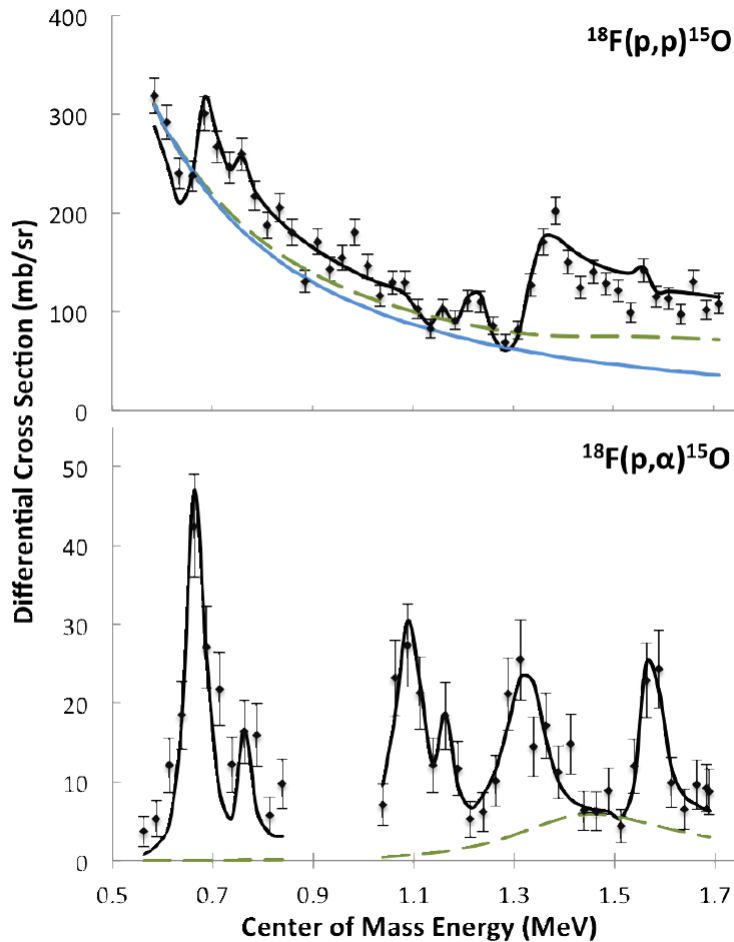 400
¹⁸F(p,p)¹⁵O
300
200
100
0
Differential Cross Section (mb/sr)
¹⁸F(p,α)¹⁵O
50
40
30
20
10
0
0.5 0.7 0.9 1.1 1.3 1.5 1.7
Center of Mass Energy (MeV)